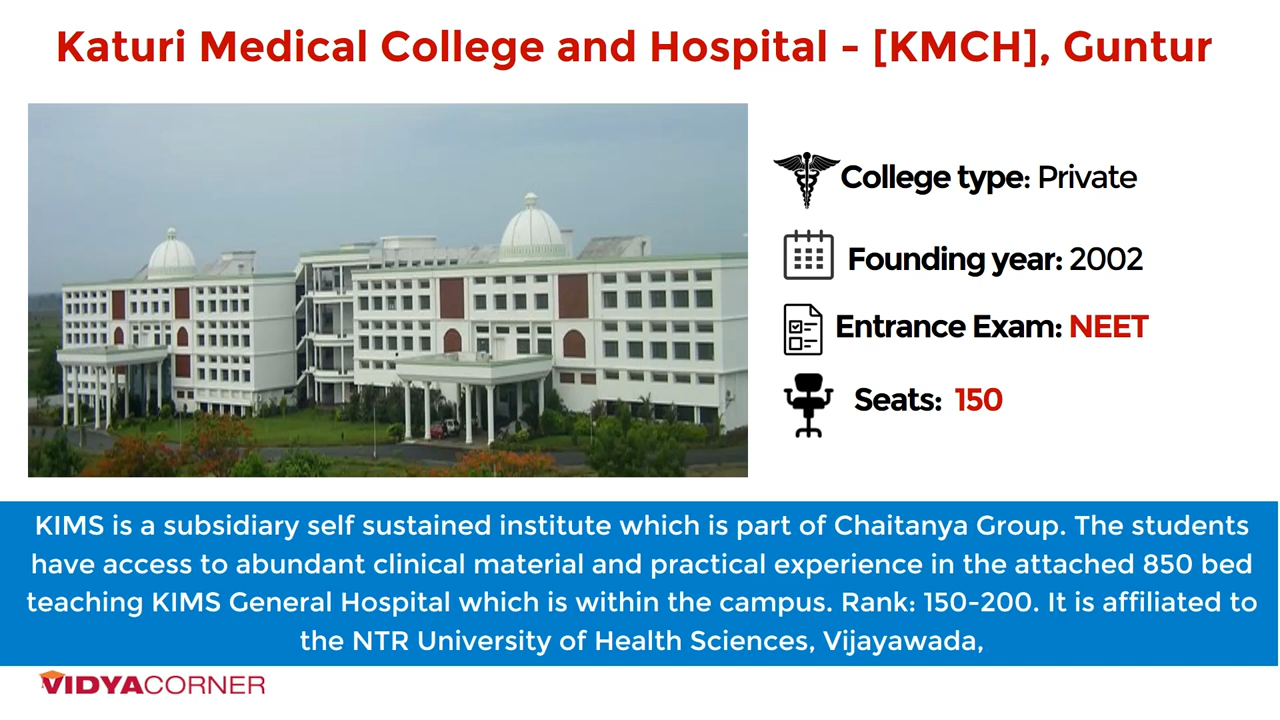 Katuri Medical College and Hospital - [KMCH], Guntur
College type: Private
Founding year: 2002
Entrance Exam: NEET
Seats: 150
KIMS is a subsidiary self sustained institute which is part of Chaitanya Group. The students
have access to abundant clinical material and practical experience in the attached 850 bed
teaching KIMS General Hospital which is within the campus. Rank: 150-200. It is affiliated to
the NTR University of Health Sciences, Vijayawada,
VIDYACORNER